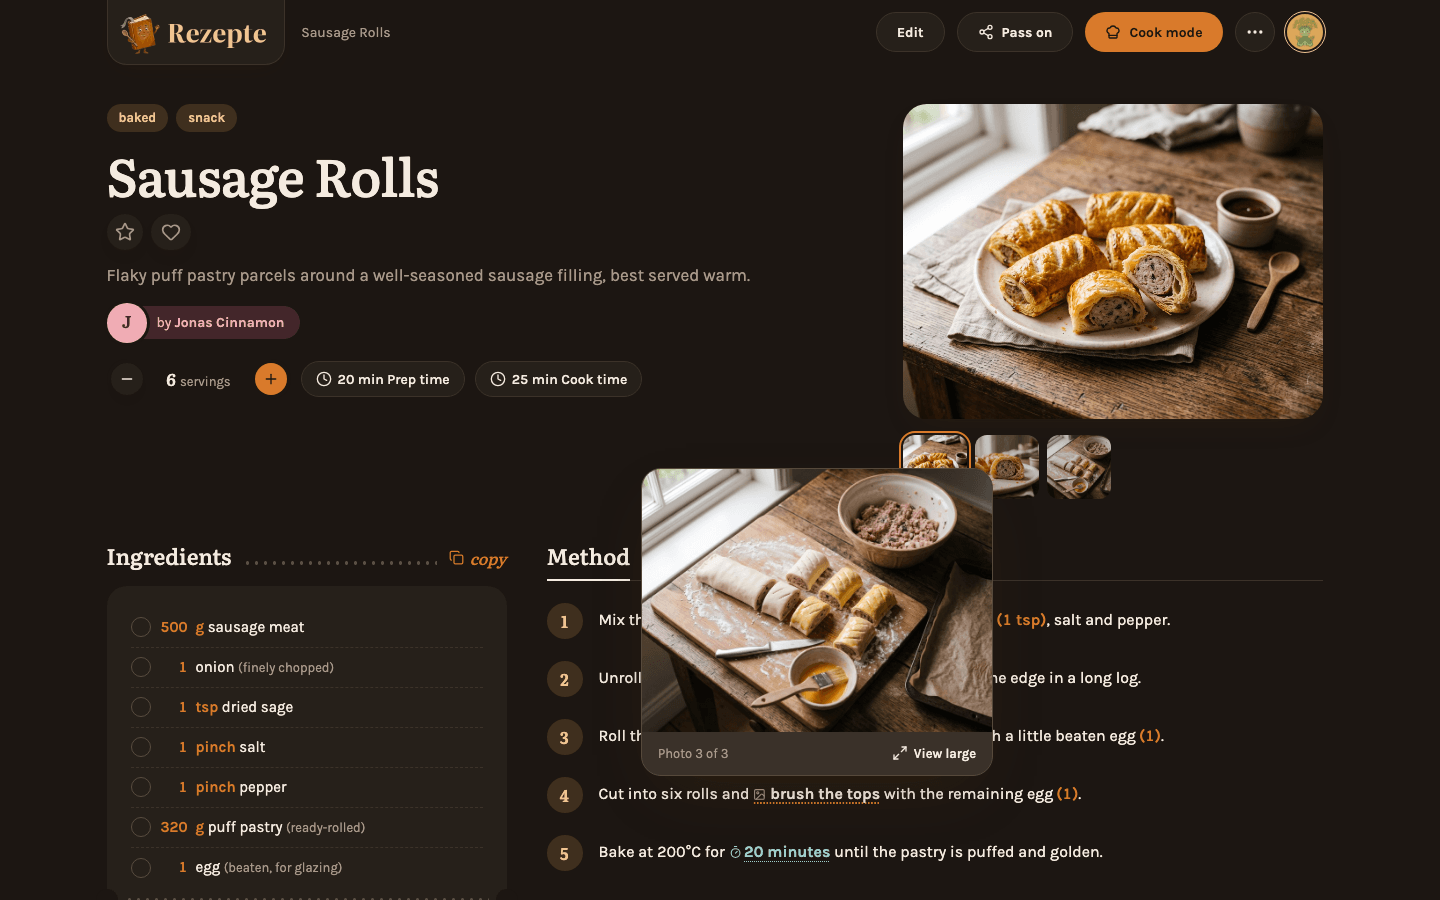 Rezepte
Sausage Rolls
Edit
Pass on
Cook mode
baked
snack
Sausage Rolls
Flaky puff pastry parcels around a well-seasoned sausage filling, best served warm.
J
by Jonas Cinnamon
6 servings
20 min Prep time
25 min Cook time
Ingredients
copy
500 g sausage meat
1 onion (finely chopped)
1 tsp dried sage
1 pinch salt
1 pinch pepper
320 g puff pastry (ready-rolled)
1 egg (beaten, for glazing)
Method
1 Mix (1 tsp), salt and pepper.
2 Unroll edge in a long log.
3 Roll a little beaten egg (1).
Photo 3 of 3
View large
4 Cut into six rolls and brush the tops with the remaining egg (1).
5 Bake at 200°C for 20 minutes until the pastry is puffed and golden.